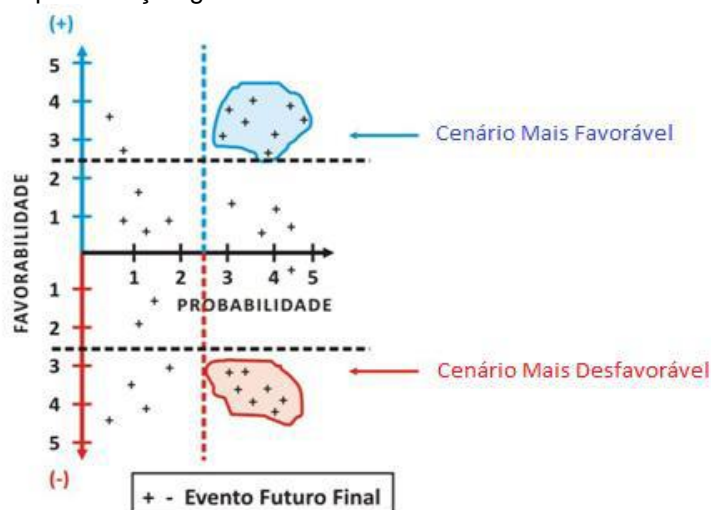 (+)
5
4
3
Cenário Mais Favorável
2
1
FAVORABILIDADE
1 2 3 4 5
PROBABILIDADE
1
2
3
Cenário Mais Desfavorável
4
5
(-)
+ - Evento Futuro Final